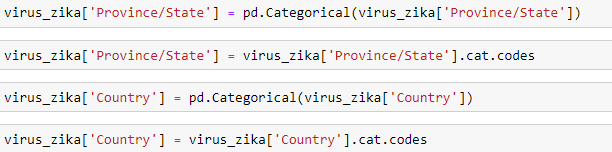 virus_zika['Province/State'] = pd.Categorical(virus_zika['Province/State'])
virus_zika['Province/State'] = virus_zika['Province/State'].cat.codes
virus_zika['Country'] = pd.Categorical(virus_zika['Country'])
virus_zika['Country'] = virus_zika['Country'].cat.codes